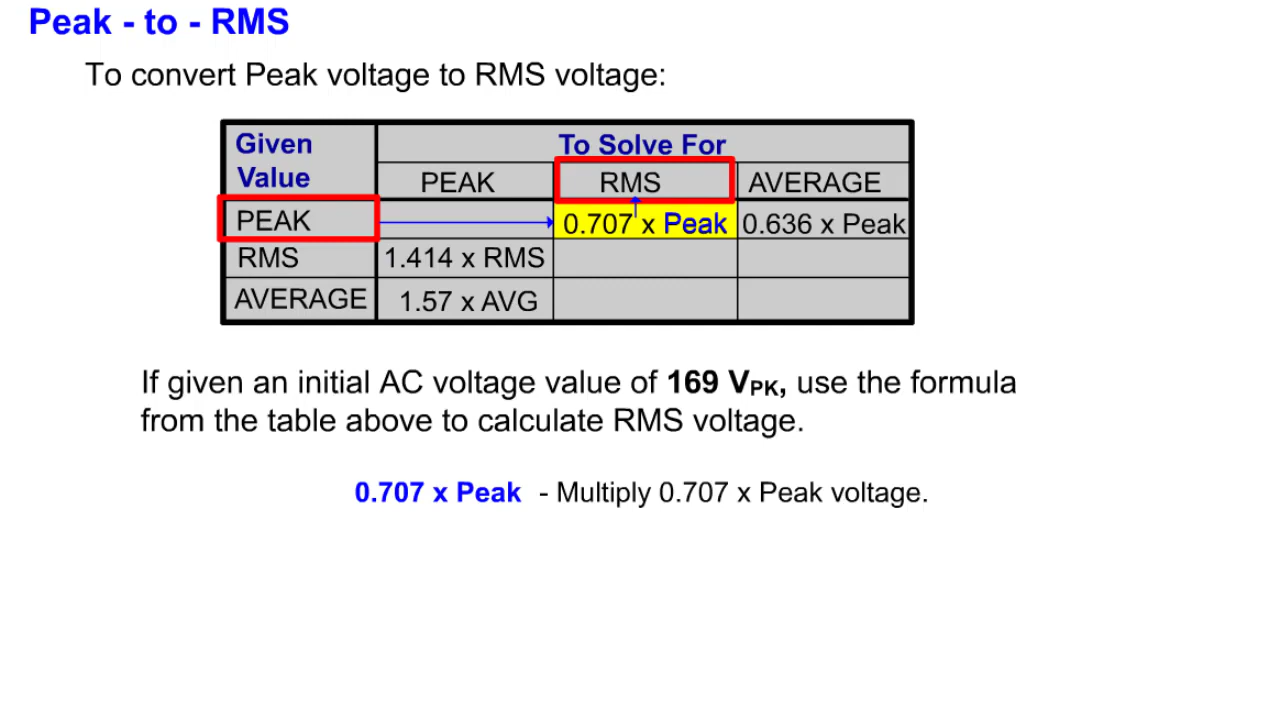 Peak - to - RMS
To convert Peak voltage to RMS voltage:
Given Value To Solve For
PEAK RMS AVERAGE
PEAK 0.707 x Peak 0.636 x Peak
RMS 1.414 x RMS
AVERAGE 1.57 x AVG
If given an initial AC voltage value of 169 VPK, use the formula
from the table above to calculate RMS voltage.
0.707 x Peak - Multiply 0.707 x Peak voltage.